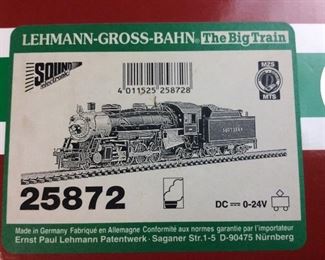 LEHMANN-GROSS-BAHN The Big Train
SOUND
electronic
4 011525 258728
MZS
MTS
SOUTHERN
25872
DC 0-24V
Made in Germany Fabriqué en Allemagne Conformité aux normes garantie par l'importateur
Ernst Paul Lehmann Patentwerk · Saganer Str.1-5 D-90475 Nürnberg